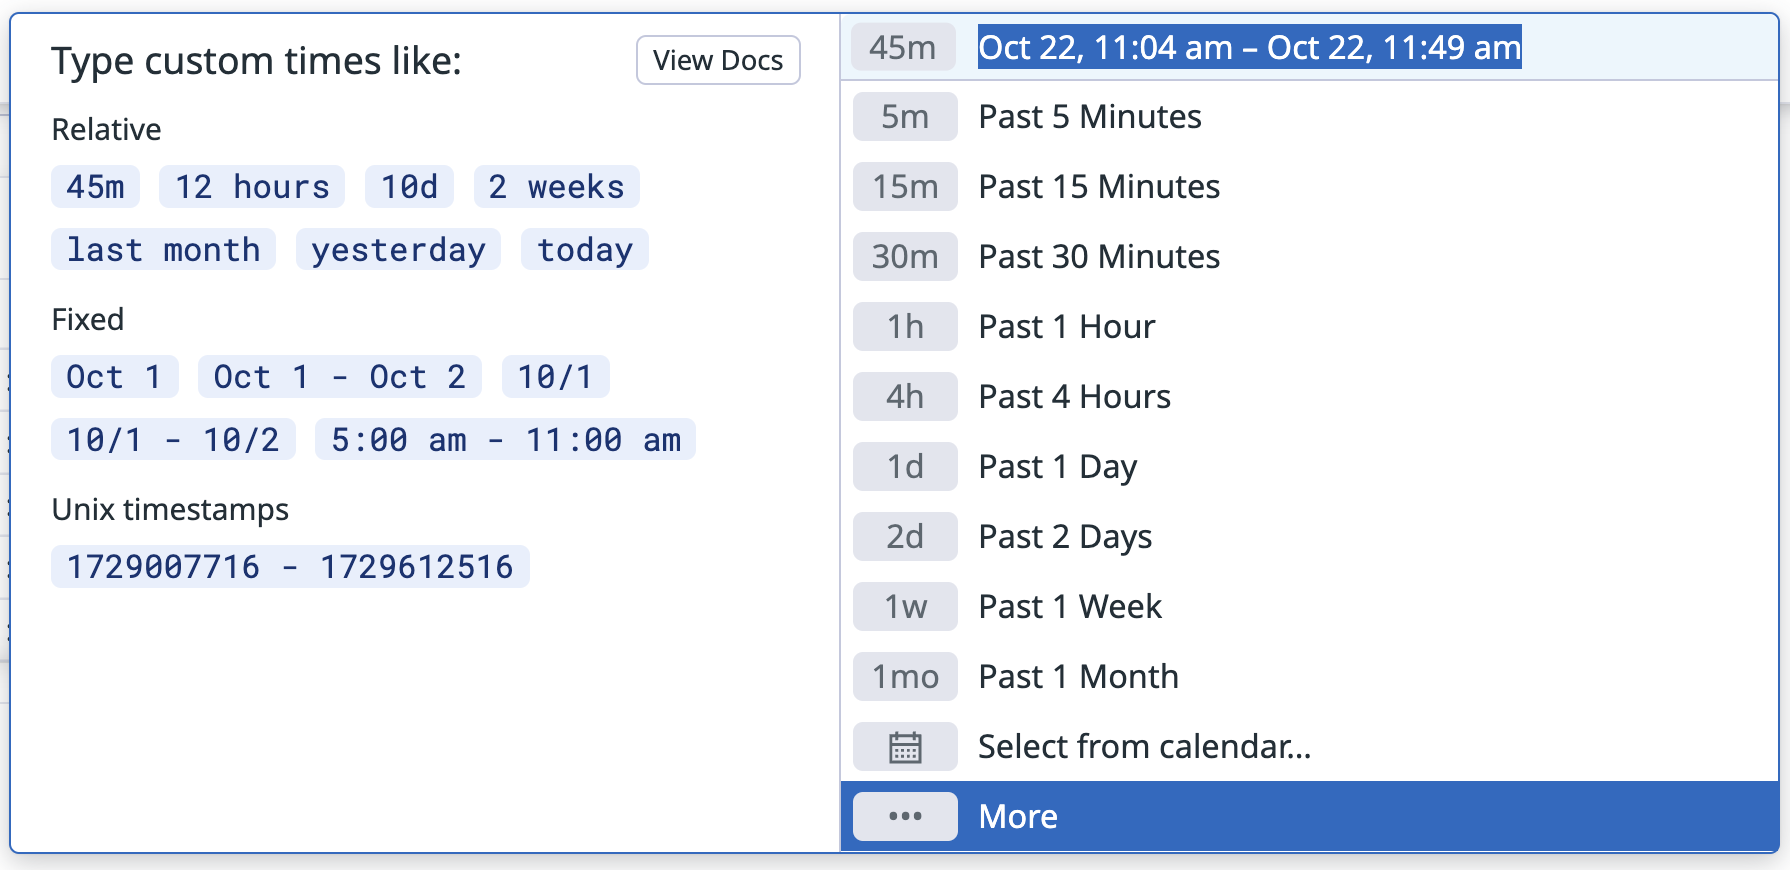 Type custom times like:
View Docs
Relative
45m 12 hours 10d 2 weeks
last month yesterday today
Fixed
Oct 1 Oct 1 - Oct 2 10/1
10/1 - 10/2 5:00 am - 11:00 am
Unix timestamps
1729007716 - 1729612516
45m Oct 22, 11:04 am – Oct 22, 11:49 am
5m Past 5 Minutes
15m Past 15 Minutes
30m Past 30 Minutes
1h Past 1 Hour
4h Past 4 Hours
1d Past 1 Day
2d Past 2 Days
1w Past 1 Week
1mo Past 1 Month
Select from calendar...
More